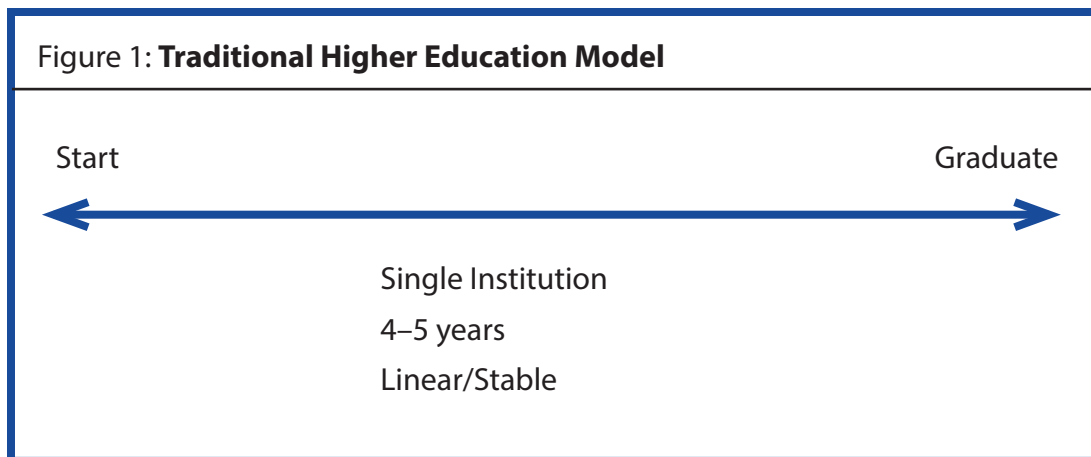 Figure 1: Traditional Higher Education Model
Start
Graduate
Single Institution
4–5 years
Linear/Stable